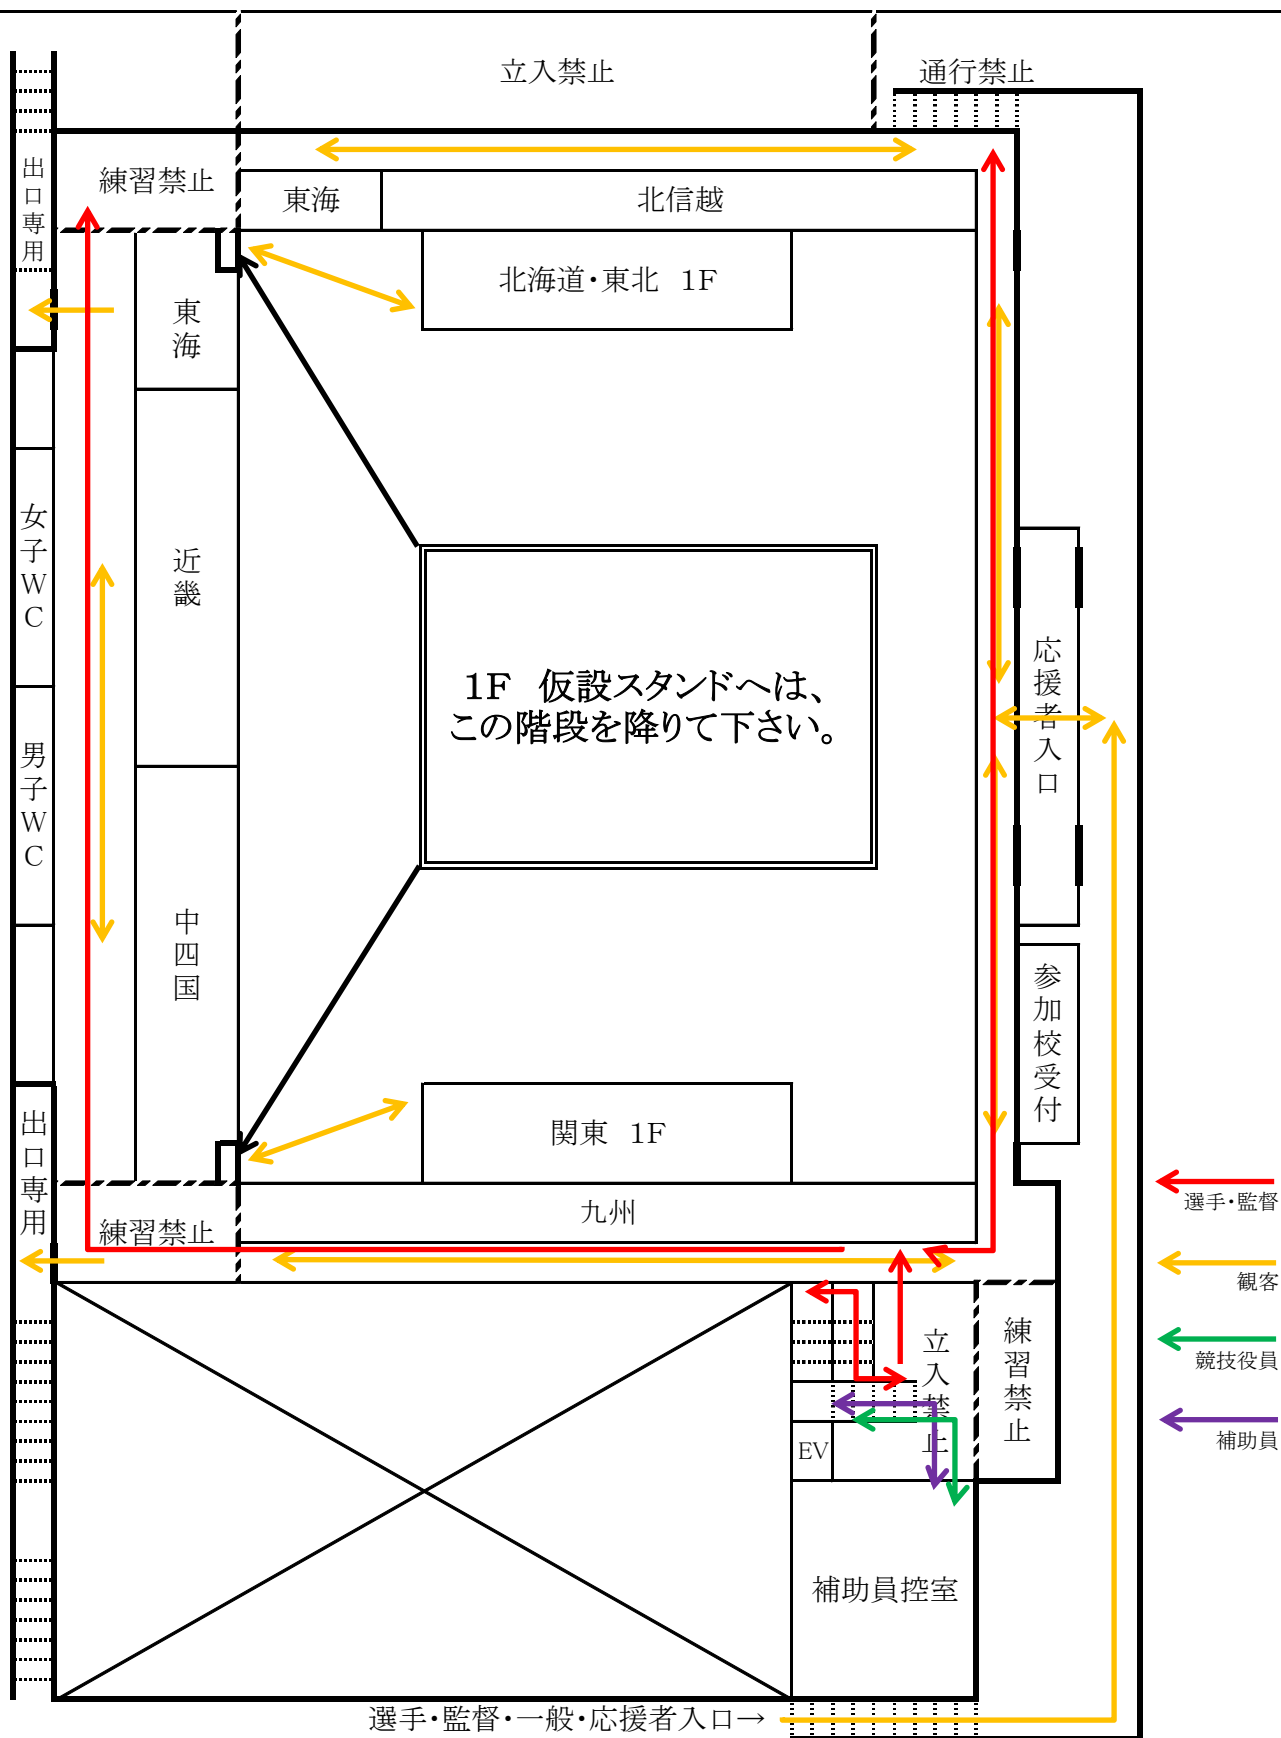 立入禁止
通行禁止
出口専用
練習禁止
東海
北信越
北海道・東北 1F
東海
女子WC
近畿
1F 仮設スタンドへは、
この階段を降りて下さい。
応援者入口
男子WC
中四国
参加校受付
出口専用
関東 1F
選手・監督
練習禁止
九州
観客
立入禁止
練習禁止
競技役員
EV
補助員
補助員控室
選手・監督・一般・応援者入口→